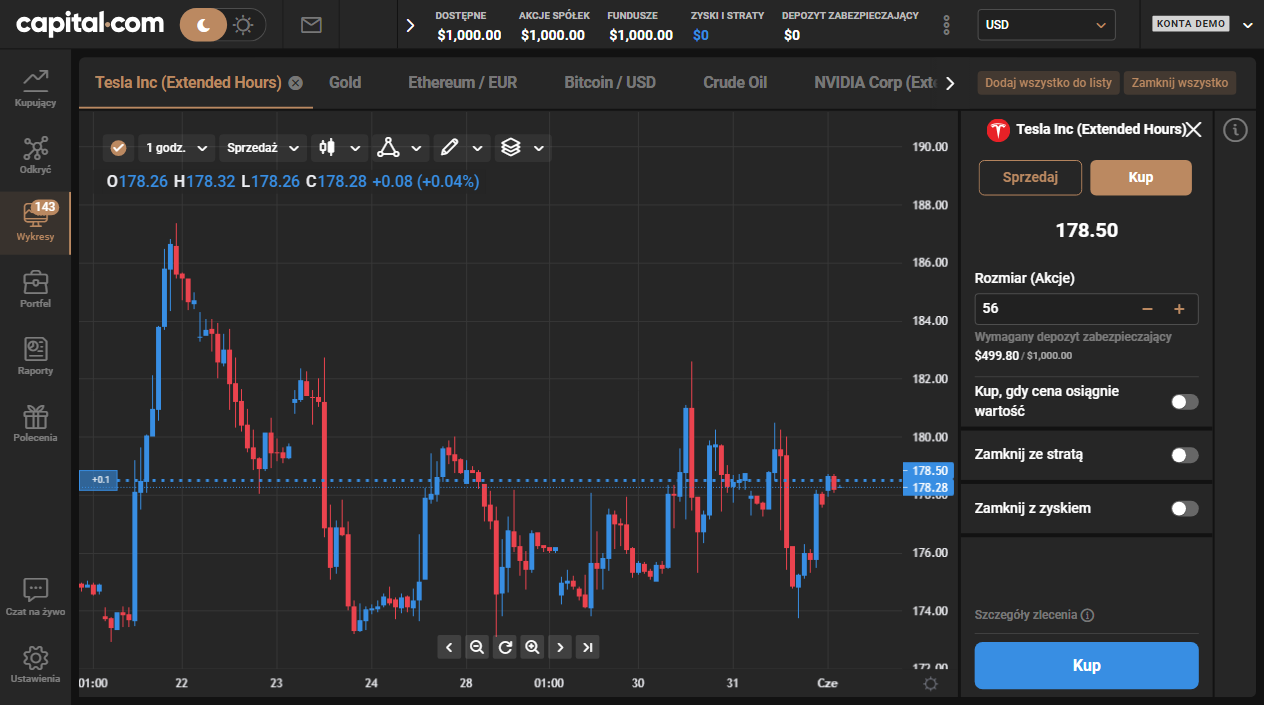 capital.com
DOSTĘPNE
$1,000.00
AKCJE SPÓŁEK
$1,000.00
FUNDUSZE
$1,000.00
ZYSKI I STRATY
$0
DEPOZYT ZABEZPIECZAJĄCY
$0
USD
KONTA DEMO
Kupujący
Odkryć
143
Wykresy
Portfel
Raporty
Polecenia
Czat na żywo
Ustawienia
Tesla Inc (Extended Hours) Gold Ethereum / EUR Bitcoin / USD Crude Oil NVIDIA Corp (Exte
Dodaj wszystko do listy Zamknij wszystko
1 godz. Sprzedaż
O178.26 H178.32 L178.26 C178.28 +0.08 (+0.04%)
190.00
188.00
186.00
184.00
182.00
180.00
178.50
178.28
178.00
176.00
174.00
172.00
+0.1
01:00 22 23 24 28 01:00 30 31 Cze
Tesla Inc (Extended Hours)
Sprzedaj Kup
178.50
Rozmiar (Akcje)
56 − +
Wymagany depozyt zabezpieczający
$499.80 / $1,000.00
Kup, gdy cena osiągnie
wartość
Zamknij ze stratą
Zamknij z zyskiem
Szczegóły zlecenia
Kup